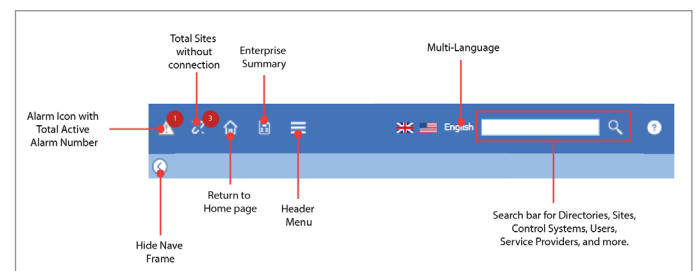 Total Sites
without
connection
Enterprise
Summary
Multi-Language
Alarm Icon with
Total Active
Alarm Number
1
3
English
?
Return to
Home page
Header
Menu
Hide Nave
Frame
Search bar for Directories, Sites,
Control Systems, Users,
Service Providers, and more.